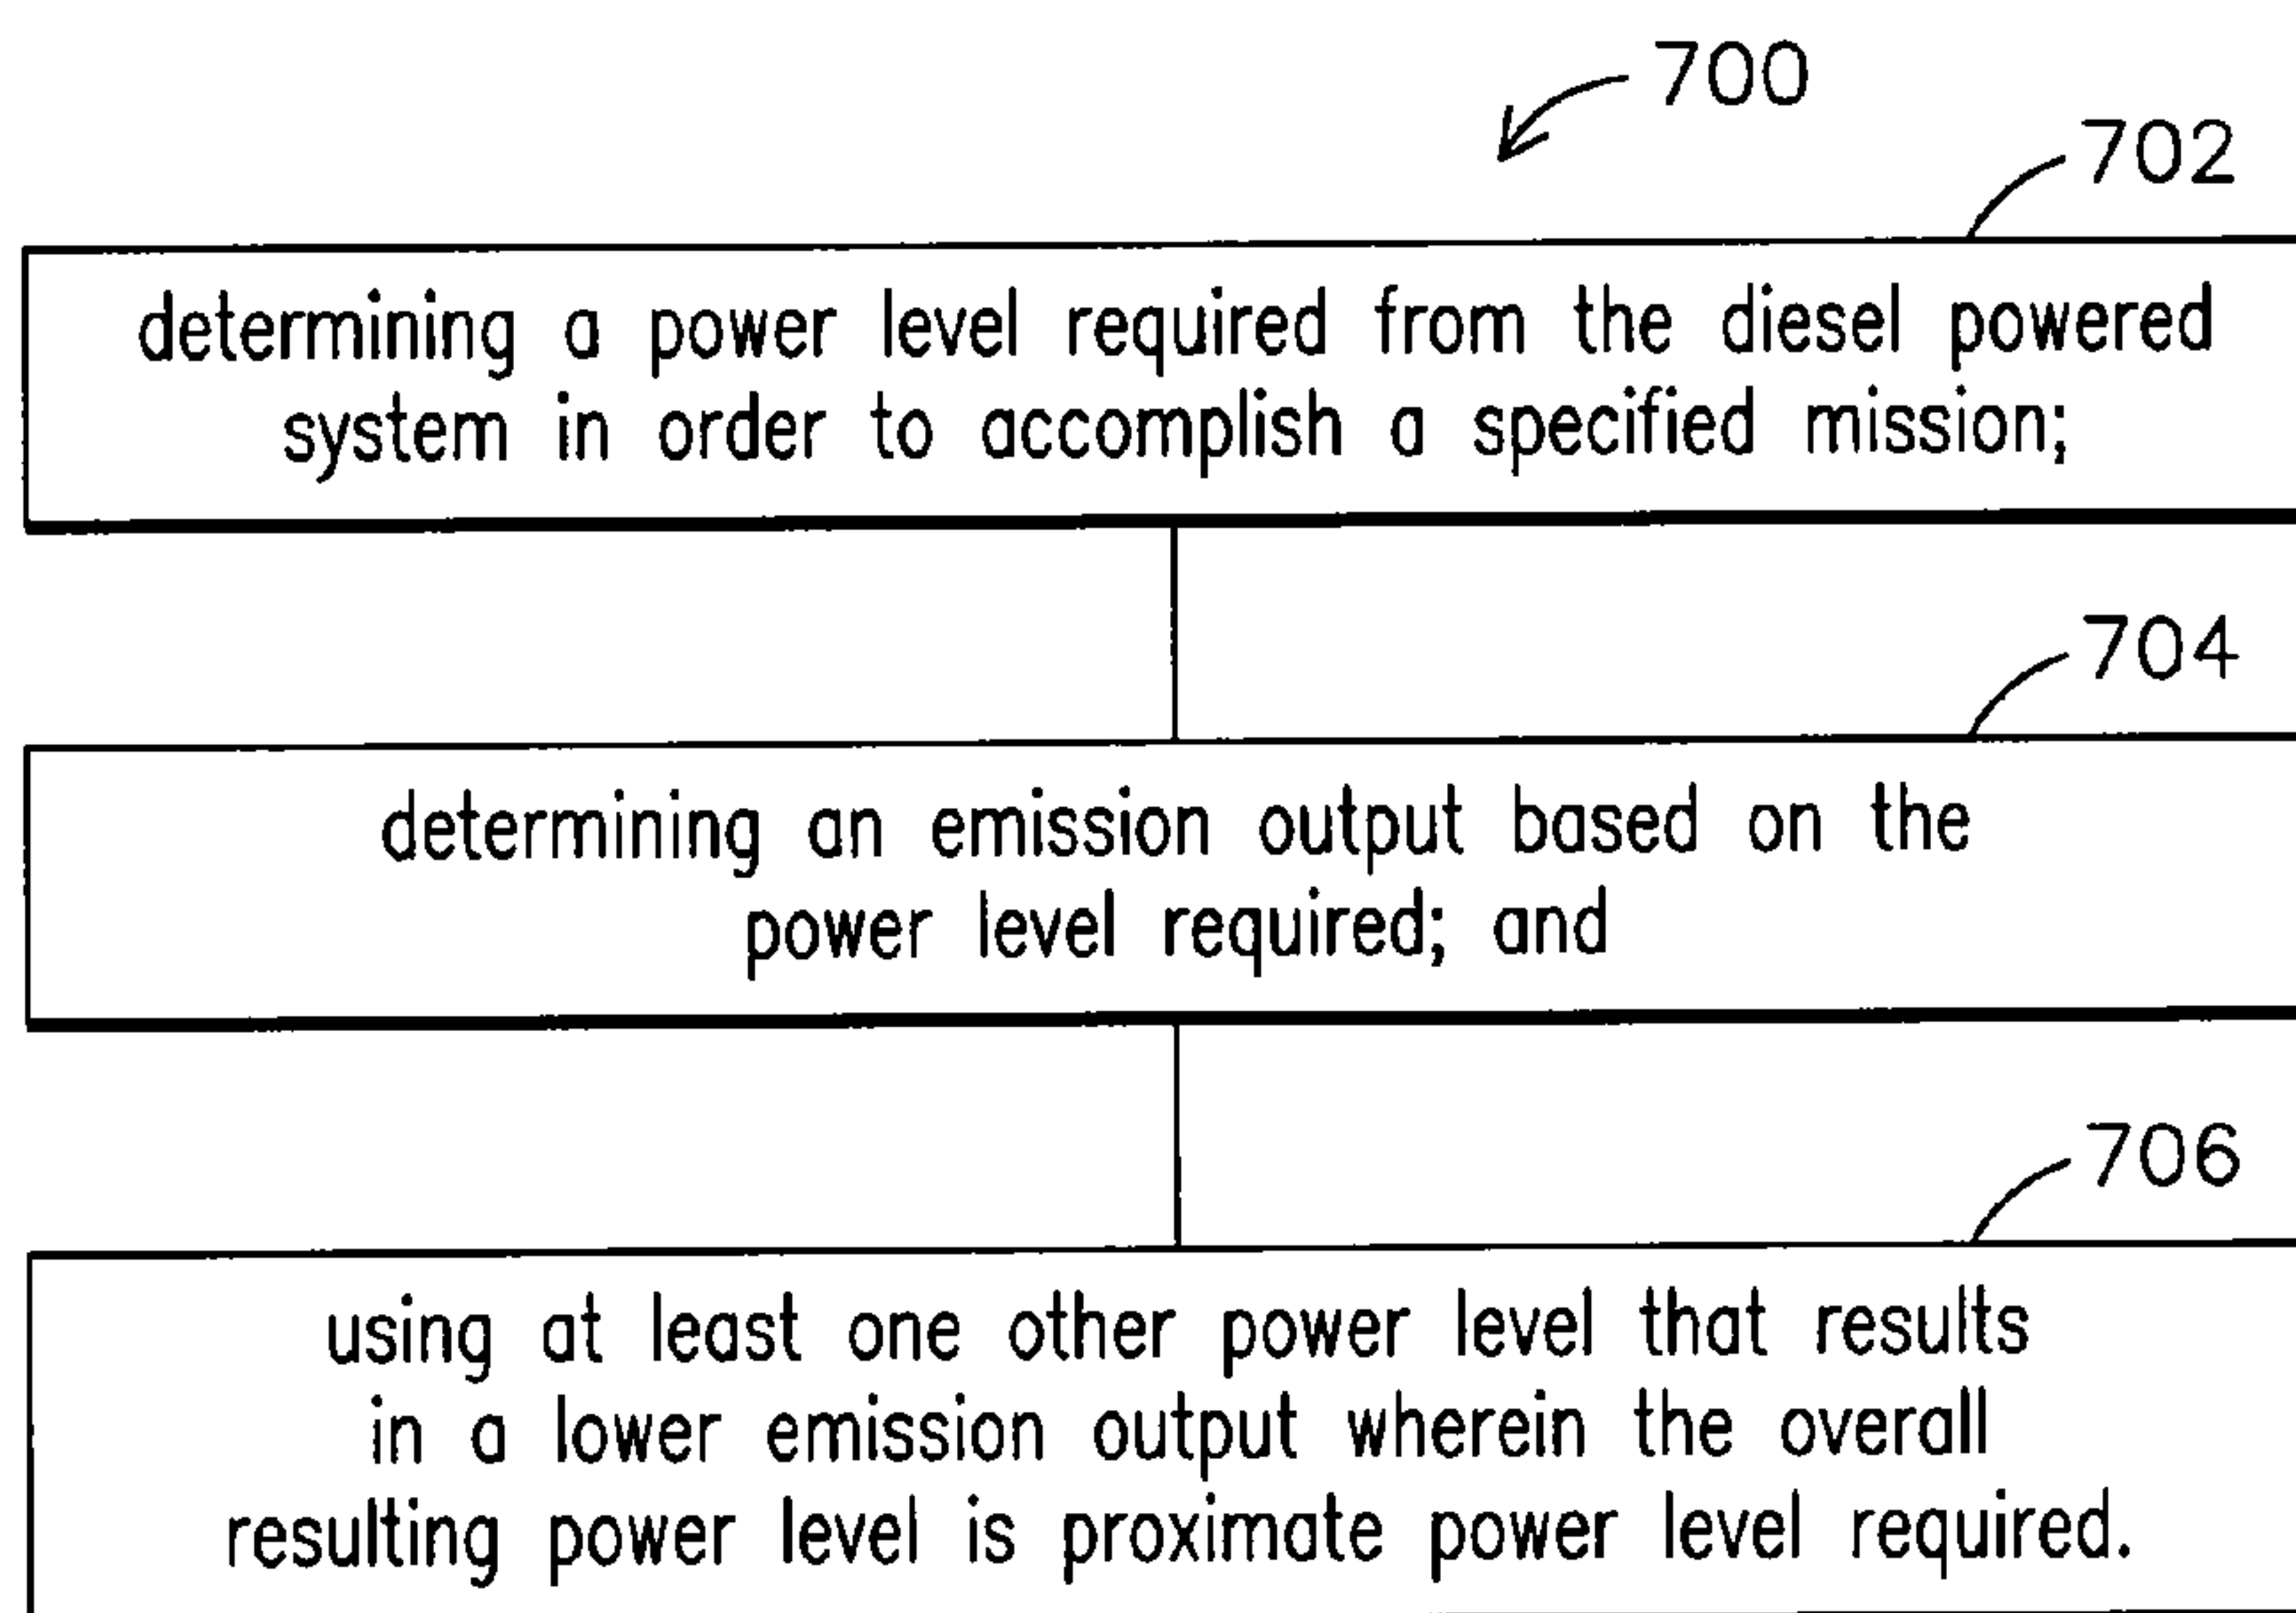 700
702
determining a power level required from the diesel powered
system in order to accomplish a specified mission;
704
determining an emission output based on the
power level required; and
706
using at least one other power level that results
in a lower emission output wherein the overall
resulting power level is proximate power level required.